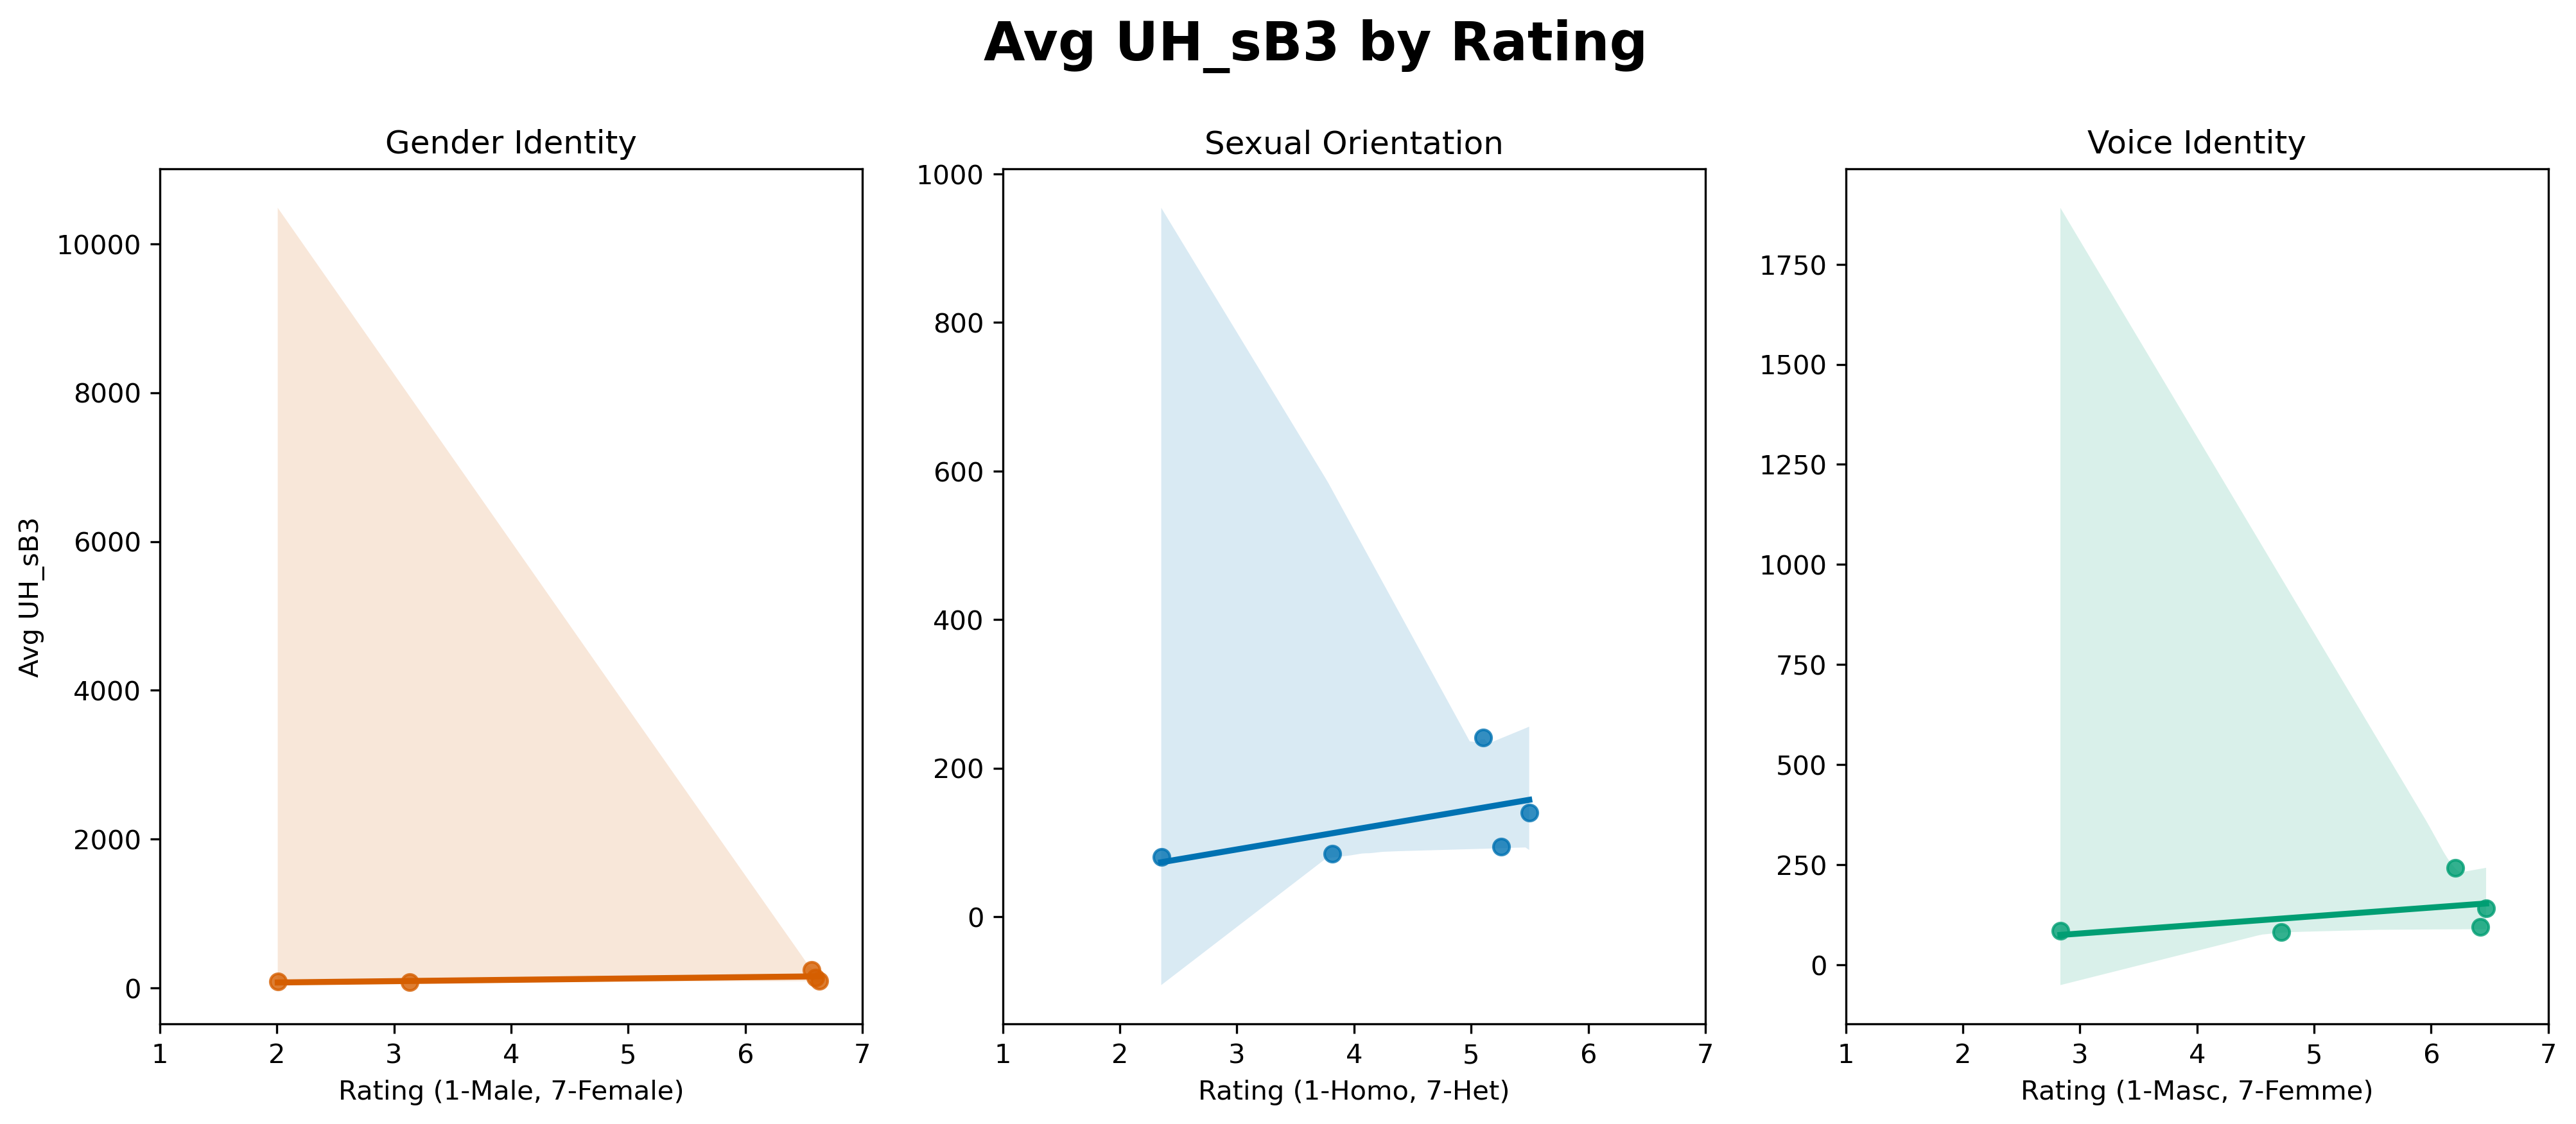 Avg UH_sB3 by Rating
Gender Identity
Sexual Orientation
Voice Identity
Avg UH_sB3
10000
8000
6000
4000
2000
0
1 2 3 4 5 6 7
Rating (1-Male, 7-Female)
1000
800
600
400
200
0
1 2 3 4 5 6 7
Rating (1-Homo, 7-Het)
1750
1500
1250
1000
750
500
250
0
1 2 3 4 5 6 7
Rating (1-Masc, 7-Femme)